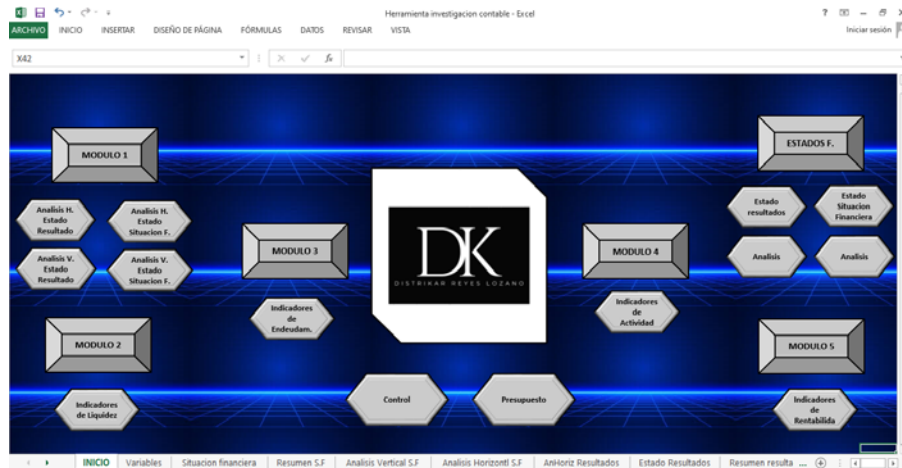 Herramienta investigacion contable - Excel
ARCHIVO INICIO INSERTAR DISEÑO DE PÁGINA FÓRMULAS DATOS REVISAR VISTA Iniciar sesión
X42
MODULO 1
ESTADOS F.
Analisis H.
Estado
Resultado
Analisis H.
Estado
Situacion F.
Estado
resultados
Estado
Situacion
Financiera
Analisis V.
Estado
Resultado
Analisis V.
Estado
Situacion F.
Analisis
Analisis
MODULO 3
DK
DISTRIKAR REYES LOZANO
MODULO 4
Indicadores
de
Endeudam.
Indicadores
de
Actividad
MODULO 2
MODULO 5
Indicadores
de Liquidez
Control
Presupuesto
Indicadores
de
Rentabilida
INICIO Variables Situacion financiera Resumen S.F Analisis Vertical S.F Analisis Horizontl S.F AnHoriz Resultados Estado Resultados Resumen resulta ...